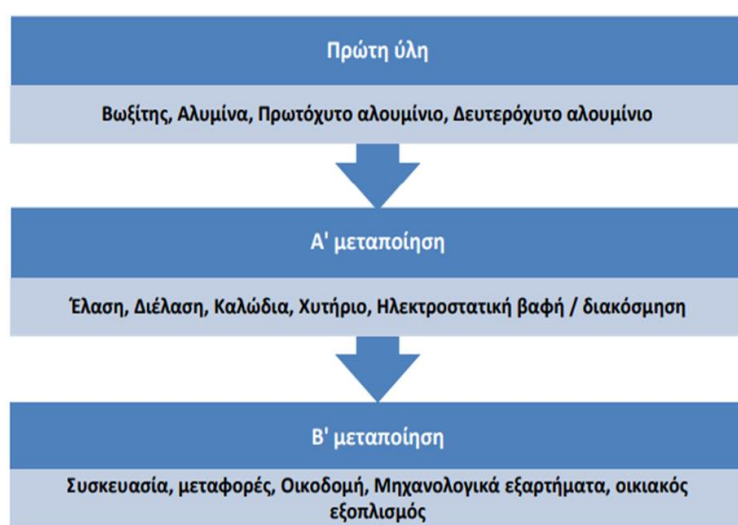 Πρώτη ύλη
Βωξίτης, Αλυμίνα, Πρωτόχυτο αλουμίνιο, Δευτερόχυτο αλουμίνιο
Α' μεταποίηση
Έλαση, Διέλαση, Καλώδια, Χυτήριο, Ηλεκτροστατική βαφή / διακόσμηση
Β' μεταποίηση
Συσκευασία, μεταφορές, Οικοδομή, Μηχανολογικά εξαρτήματα, οικιακός
εξοπλισμός